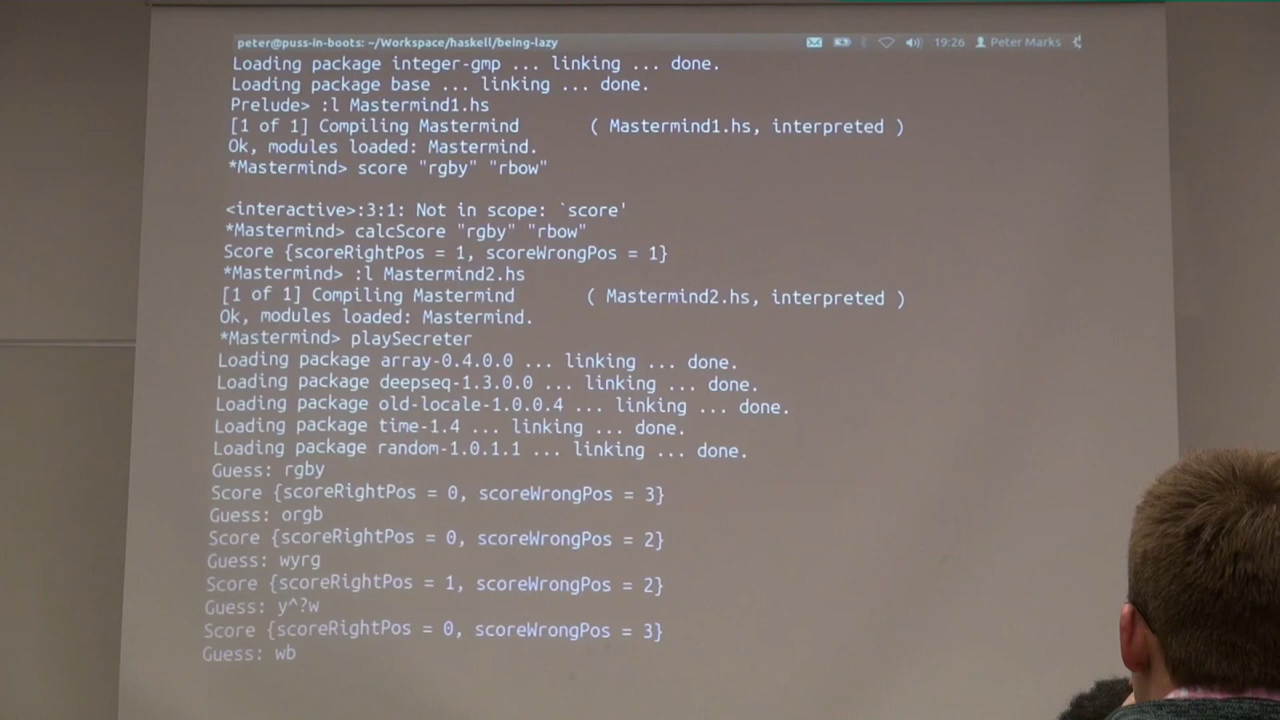 peter@puss-in-boots: ~/Workspace/haskell/being-lazy 19:26 Peter Marks
Loading package integer-gmp ... linking ... done.
Loading package base ... linking ... done.
Prelude> :l Mastermind1.hs
[1 of 1] Compiling Mastermind ( Mastermind1.hs, interpreted )
Ok, modules loaded: Mastermind.
*Mastermind> score "rgby" "rbow"
<interactive>:3:1: Not in scope: `score'
*Mastermind> calcScore "rgby" "rbow"
Score {scoreRightPos = 1, scoreWrongPos = 1}
*Mastermind> :l Mastermind2.hs
[1 of 1] Compiling Mastermind ( Mastermind2.hs, interpreted )
Ok, modules loaded: Mastermind.
*Mastermind> playSecreter
Loading package array-0.4.0.0 ... linking ... done.
Loading package deepseq-1.3.0.0 ... linking ... done.
Loading package old-locale-1.0.0.4 ... linking ... done.
Loading package time-1.4 ... linking ... done.
Loading package random-1.0.1.1 ... linking ... done.
Guess: rgby
Score {scoreRightPos = 0, scoreWrongPos = 3}
Guess: orgb
Score {scoreRightPos = 0, scoreWrongPos = 2}
Guess: wyrg
Score {scoreRightPos = 1, scoreWrongPos = 2}
Guess: y^?w
Score {scoreRightPos = 0, scoreWrongPos = 3}
Guess: wb